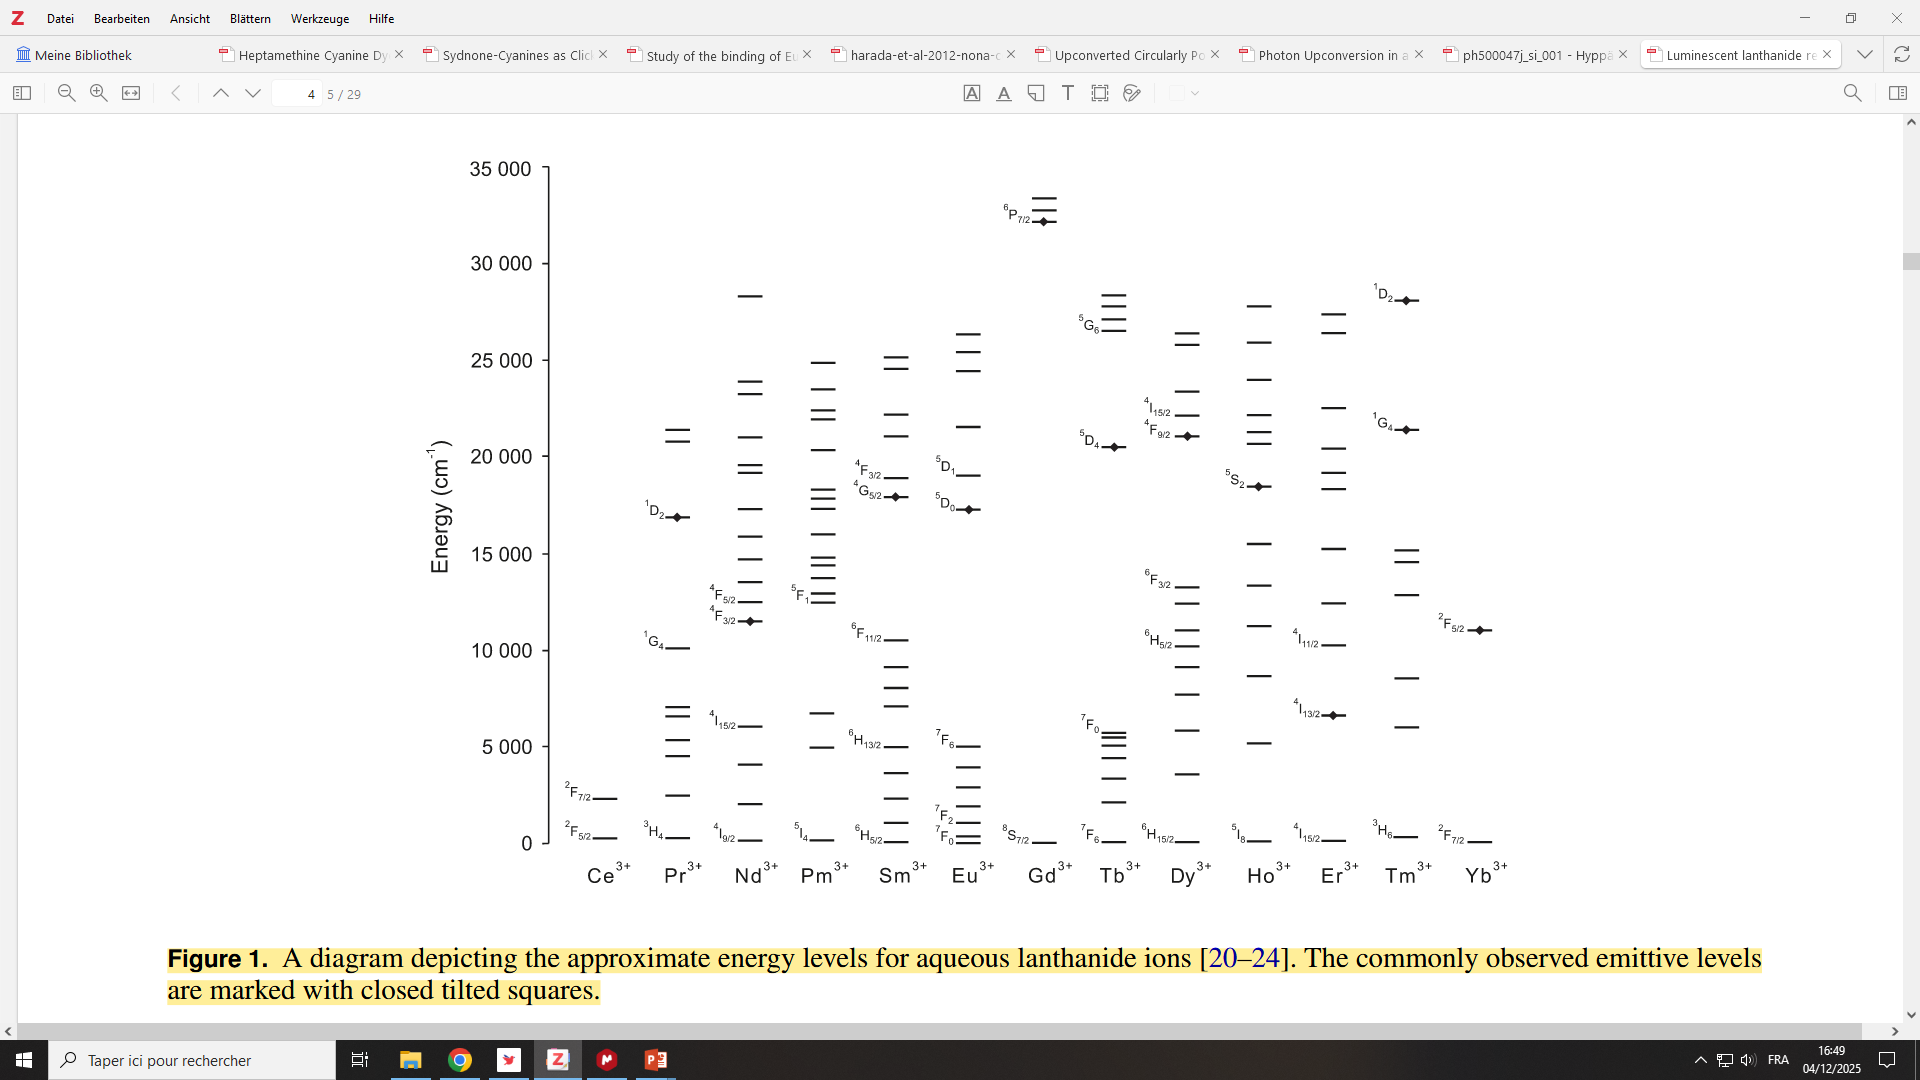 Datei Bearbeiten Ansicht Blättern Werkzeuge Hilfe
Meine Bibliothek
Heptamethine Cyanine Dy
Sydnone-Cyanines as Clic
Study of the binding of Eu
harada-et-al-2012-nona-c
Upconverted Circularly Po
Photon Upconversion in a
ph500047j_si_001 - Hyppä
Luminescent lanthanide re
4 5 / 29
35 000
30 000
25 000
20 000
15 000
10 000
5 000
0
Energy (cm⁻¹)
²F7/2
²F5/2
¹D2
¹G4
³H4
⁴F5/2
⁴F3/2
⁴I15/2
⁴I9/2
⁵F1
⁵I4
⁴F3/2
⁴G5/2
⁶F11/2
⁶H13/2
⁶H5/2
⁵D1
⁵D0
⁷F6
⁷F2
⁷F0
⁶P7/2
⁸S7/2
⁵G6
⁵D4
⁷F0
⁷F6
⁴I15/2
⁴F9/2
⁶F3/2
⁶H5/2
⁶H15/2
⁵S2
⁵I8
⁴I11/2
⁴I13/2
⁴I15/2
¹D2
¹G4
³H6
²F5/2
²F7/2
Ce³⁺ Pr³⁺ Nd³⁺ Pm³⁺ Sm³⁺ Eu³⁺ Gd³⁺ Tb³⁺ Dy³⁺ Ho³⁺ Er³⁺ Tm³⁺ Yb³⁺
Figure 1. A diagram depicting the approximate energy levels for aqueous lanthanide ions [20–24]. The commonly observed emittive levels
are marked with closed tilted squares.
Taper ici pour rechercher
FRA
16:49
04/12/2025